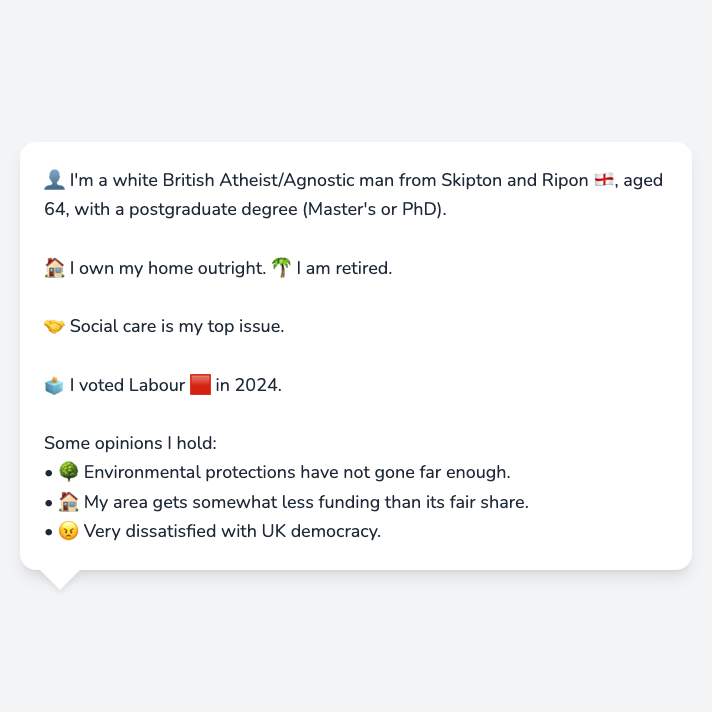 👤 I'm a white British Atheist/Agnostic man from Skipton and Ripon 🏴󠁧󠁢󠁥󠁮󠁧󠁿, aged
64, with a postgraduate degree (Master's or PhD).
🏠 I own my home outright. 🌴 I am retired.
🤝 Social care is my top issue.
🗳️ I voted Labour 🟥 in 2024.
Some opinions I hold:
• 🌳 Environmental protections have not gone far enough.
• 🏠 My area gets somewhat less funding than its fair share.
• 😠 Very dissatisfied with UK democracy.